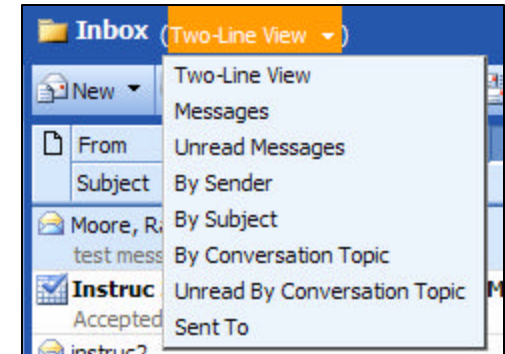 Inbox (Two-Line View)
Two-Line View
New
Messages
From
Unread Messages
Subject
By Sender
Moore,
By Subject
test
By Conversation Topic
Instruc
Unread By Conversation Topic
Accepted
Sent To
instruc2